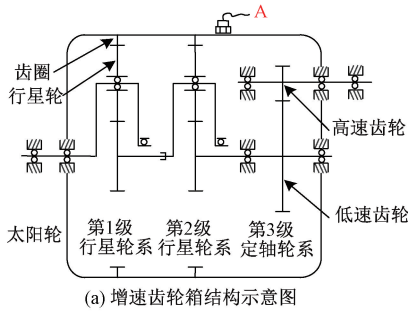 A
齿圈
行星轮
高速齿轮
第1级
行星轮系
第2级
行星轮系
第3级
定轴轮系
低速齿轮
太阳轮
(a) 增速齿轮箱结构示意图